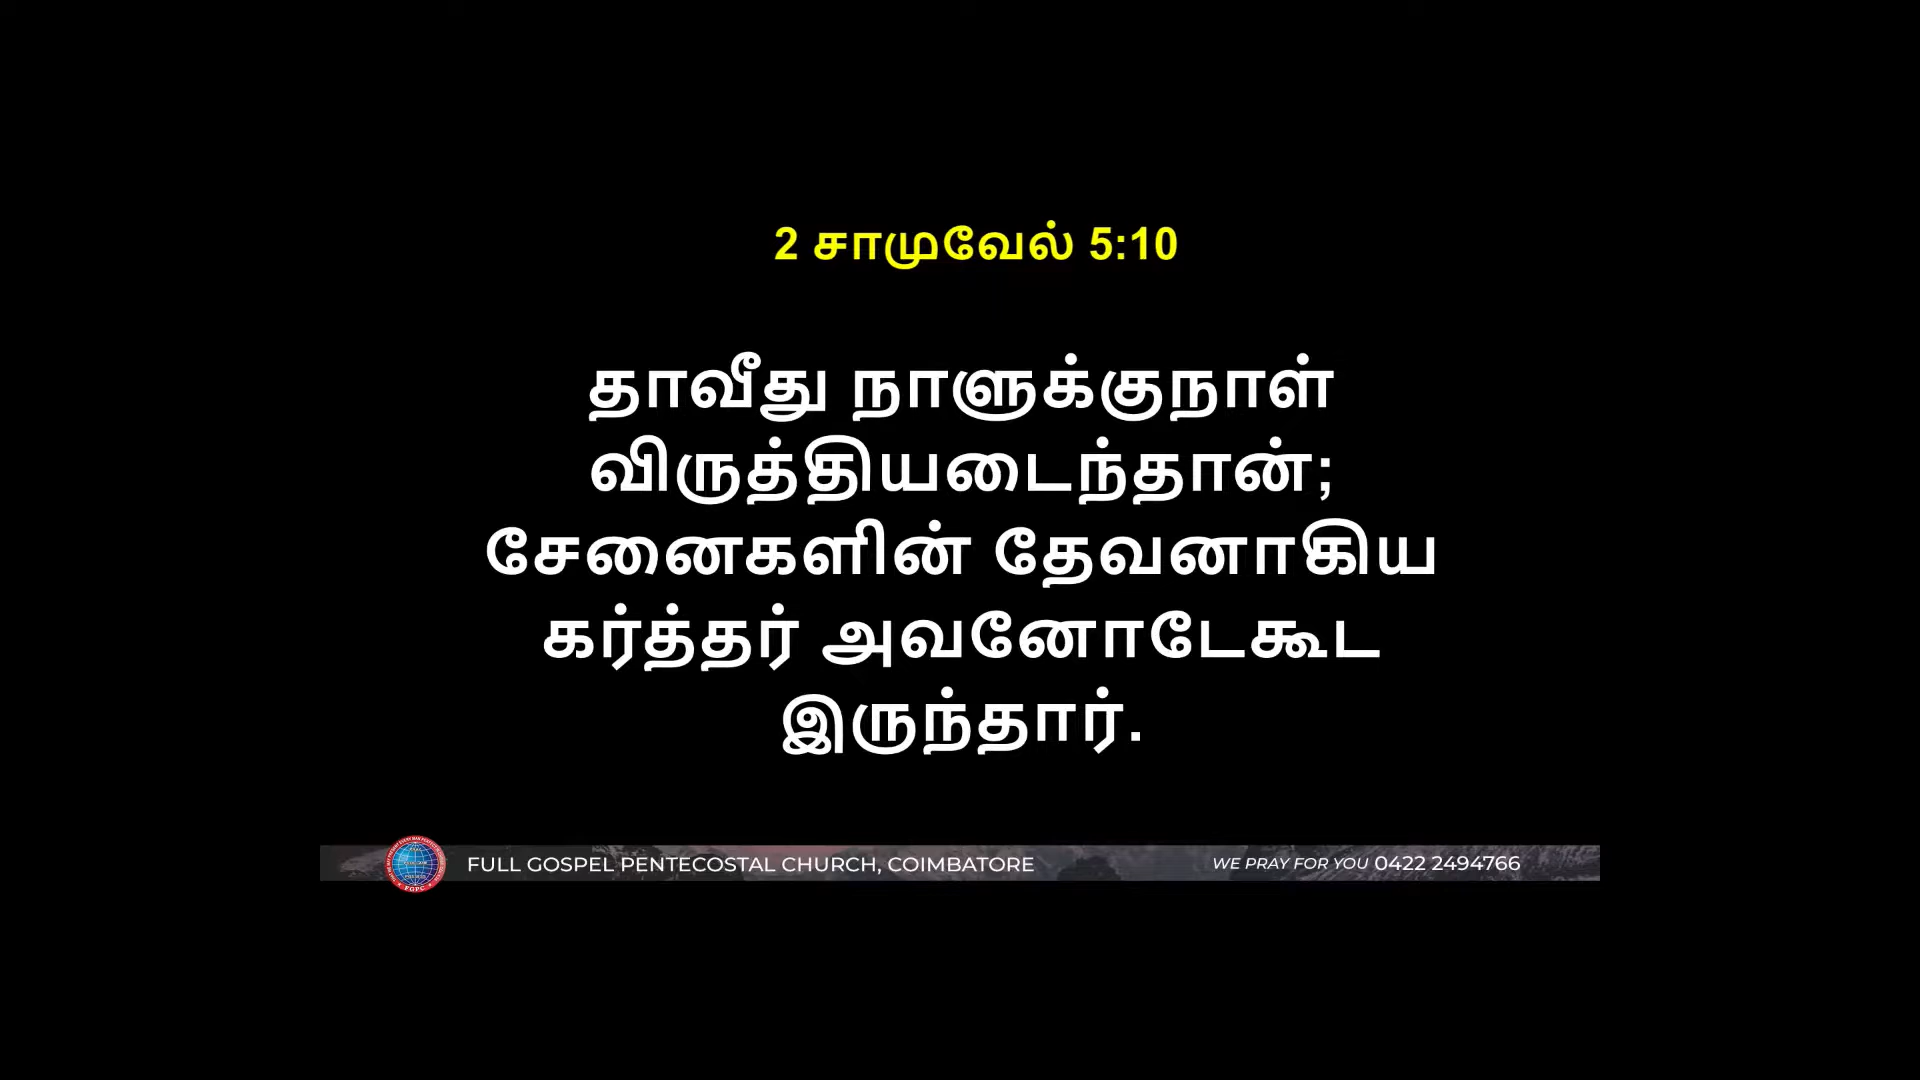 2 சாமுவேல் 5:10
தாவீது நாளுக்குநாள்
விருத்தியடைந்தான்;
சேனைகளின் தேவனாகிய
கர்த்தர் அவனோடேகூட
இருந்தார்.
FULL GOSPEL PENTECOSTAL CHURCH, COIMBATORE
WE PRAY FOR YOU 0422 2494766
FGPC